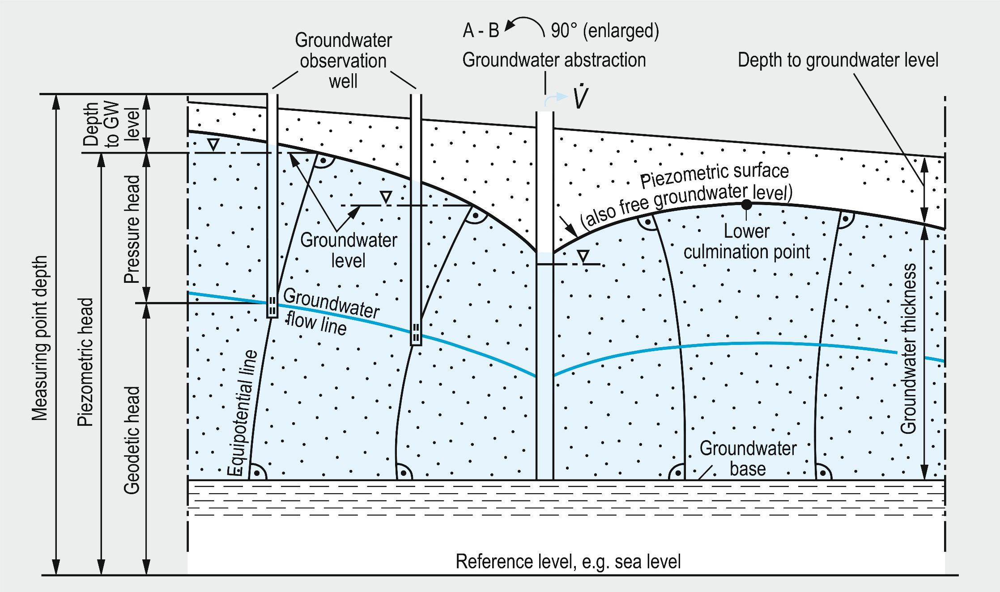 A - B 90° (enlarged)
Groundwater
observation
well
Groundwater abstraction
Depth to groundwater level
V̇
Depth
to GW
level
Pressure head
Measuring point depth
Piezometric head
Geodetic head
Piezometric surface
(also free groundwater level)
Lower
culmination point
Groundwater
level
Groundwater
flow line
Equipotential line
Groundwater thickness
Groundwater
base
Reference level, e.g. sea level